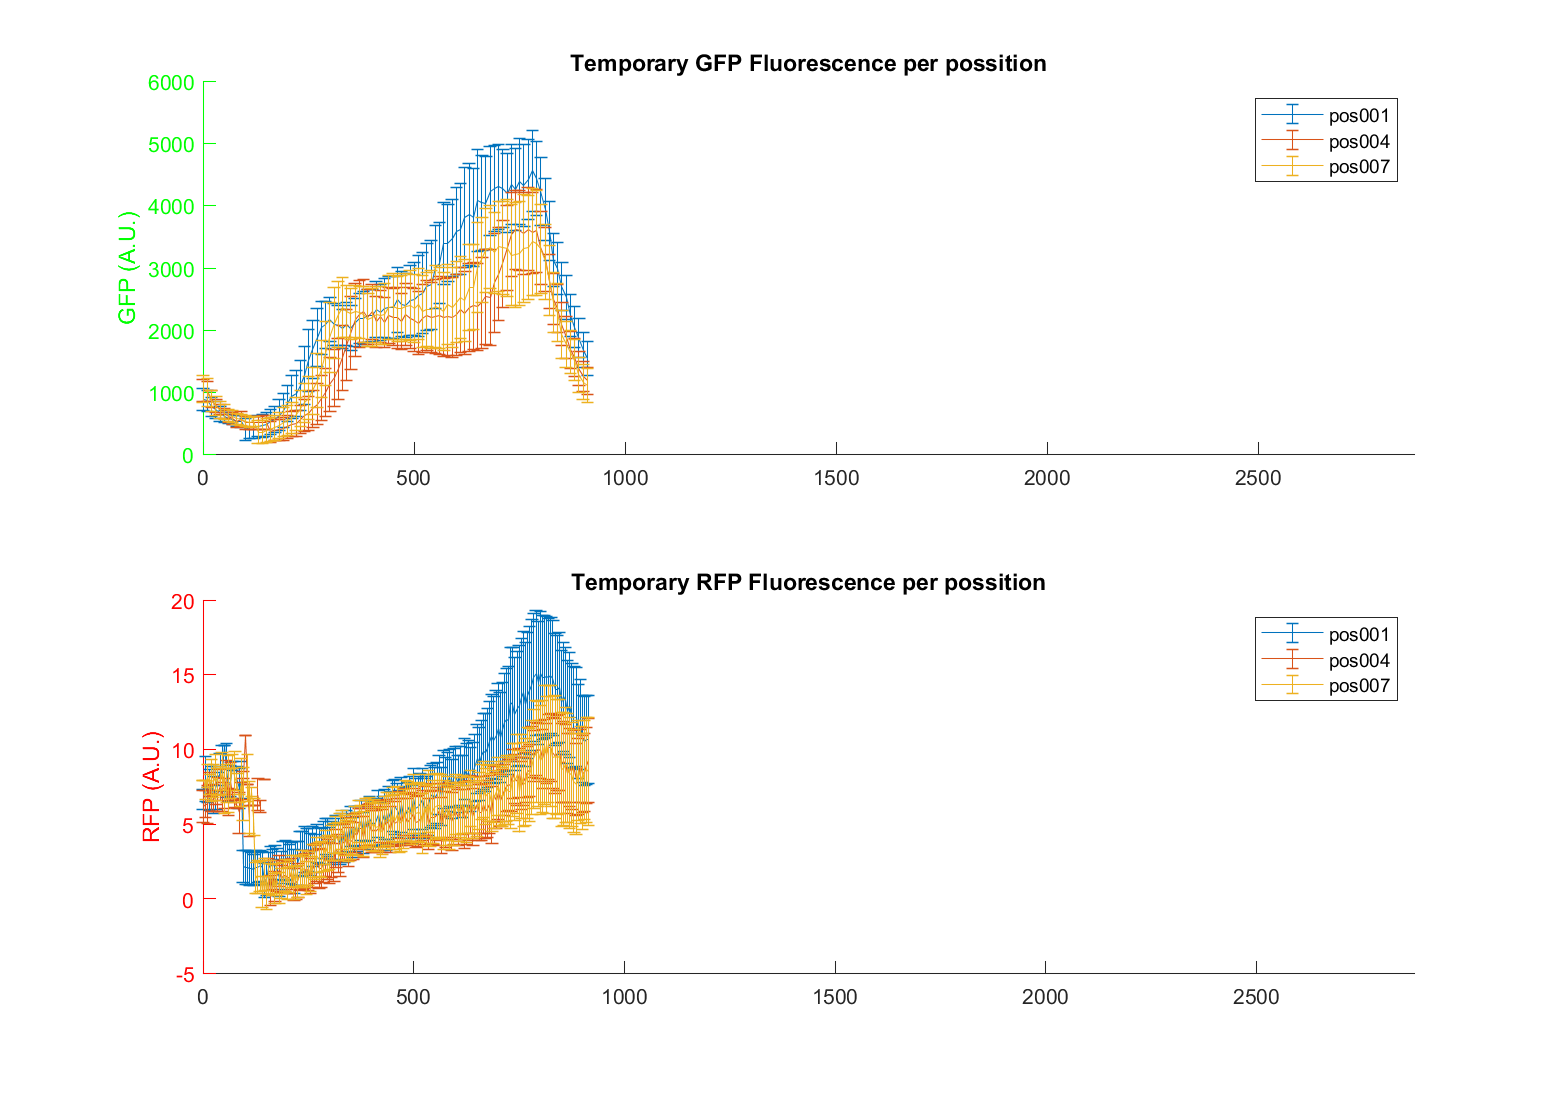 Temporary GFP Fluorescence per possition
6000
5000
4000
3000
2000
1000
0
GFP (A.U.)
pos001
pos004
pos007
0 500 1000 1500 2000 2500
Temporary RFP Fluorescence per possition
20
15
10
5
0
-5
RFP (A.U.)
pos001
pos004
pos007
0 500 1000 1500 2000 2500